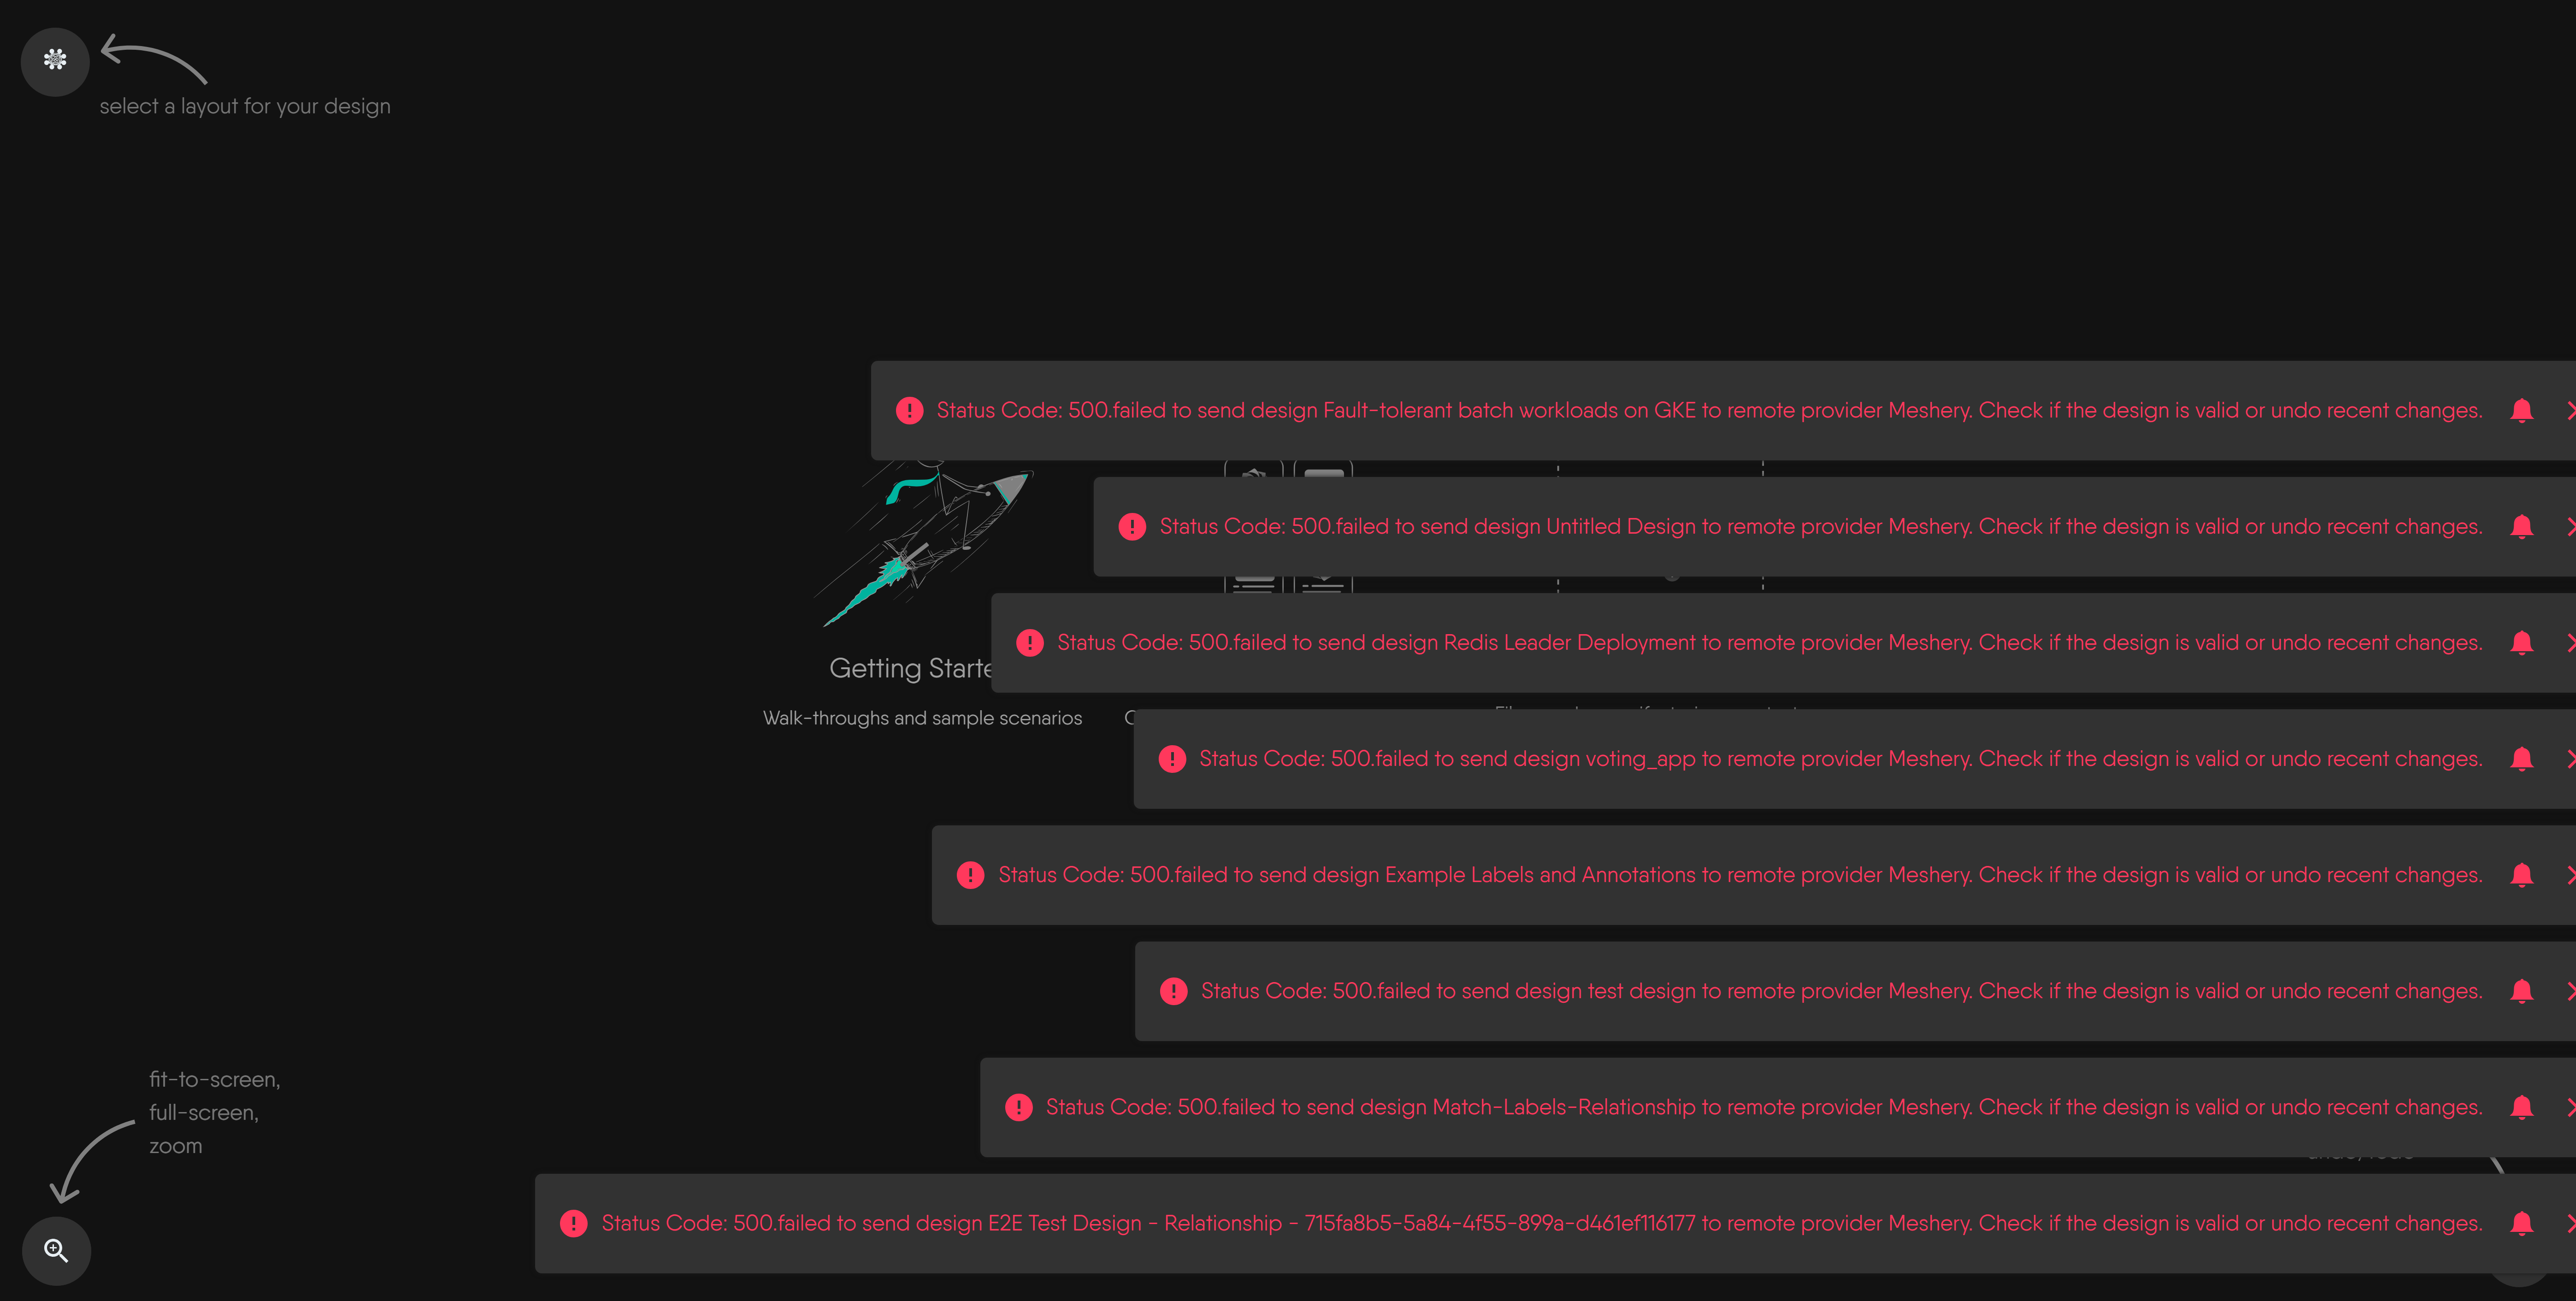 select a layout for your design
Status Code: 500.failed to send design Fault-tolerant batch workloads on GKE to remote provider Meshery. Check if the design is valid or undo recent changes.
Status Code: 500.failed to send design Untitled Design to remote provider Meshery. Check if the design is valid or undo recent changes.
Status Code: 500.failed to send design Redis Leader Deployment to remote provider Meshery. Check if the design is valid or undo recent changes.
Getting Starte
Walk-throughs and sample scenarios
Status Code: 500.failed to send design voting_app to remote provider Meshery. Check if the design is valid or undo recent changes.
Status Code: 500.failed to send design Example Labels and Annotations to remote provider Meshery. Check if the design is valid or undo recent changes.
Status Code: 500.failed to send design test design to remote provider Meshery. Check if the design is valid or undo recent changes.
fit-to-screen,
full-screen,
zoom
Status Code: 500.failed to send design Match-Labels-Relationship to remote provider Meshery. Check if the design is valid or undo recent changes.
Status Code: 500.failed to send design E2E Test Design - Relationship - 715fa8b5-5a84-4f55-899a-d461ef116177 to remote provider Meshery. Check if the design is valid or undo recent changes.